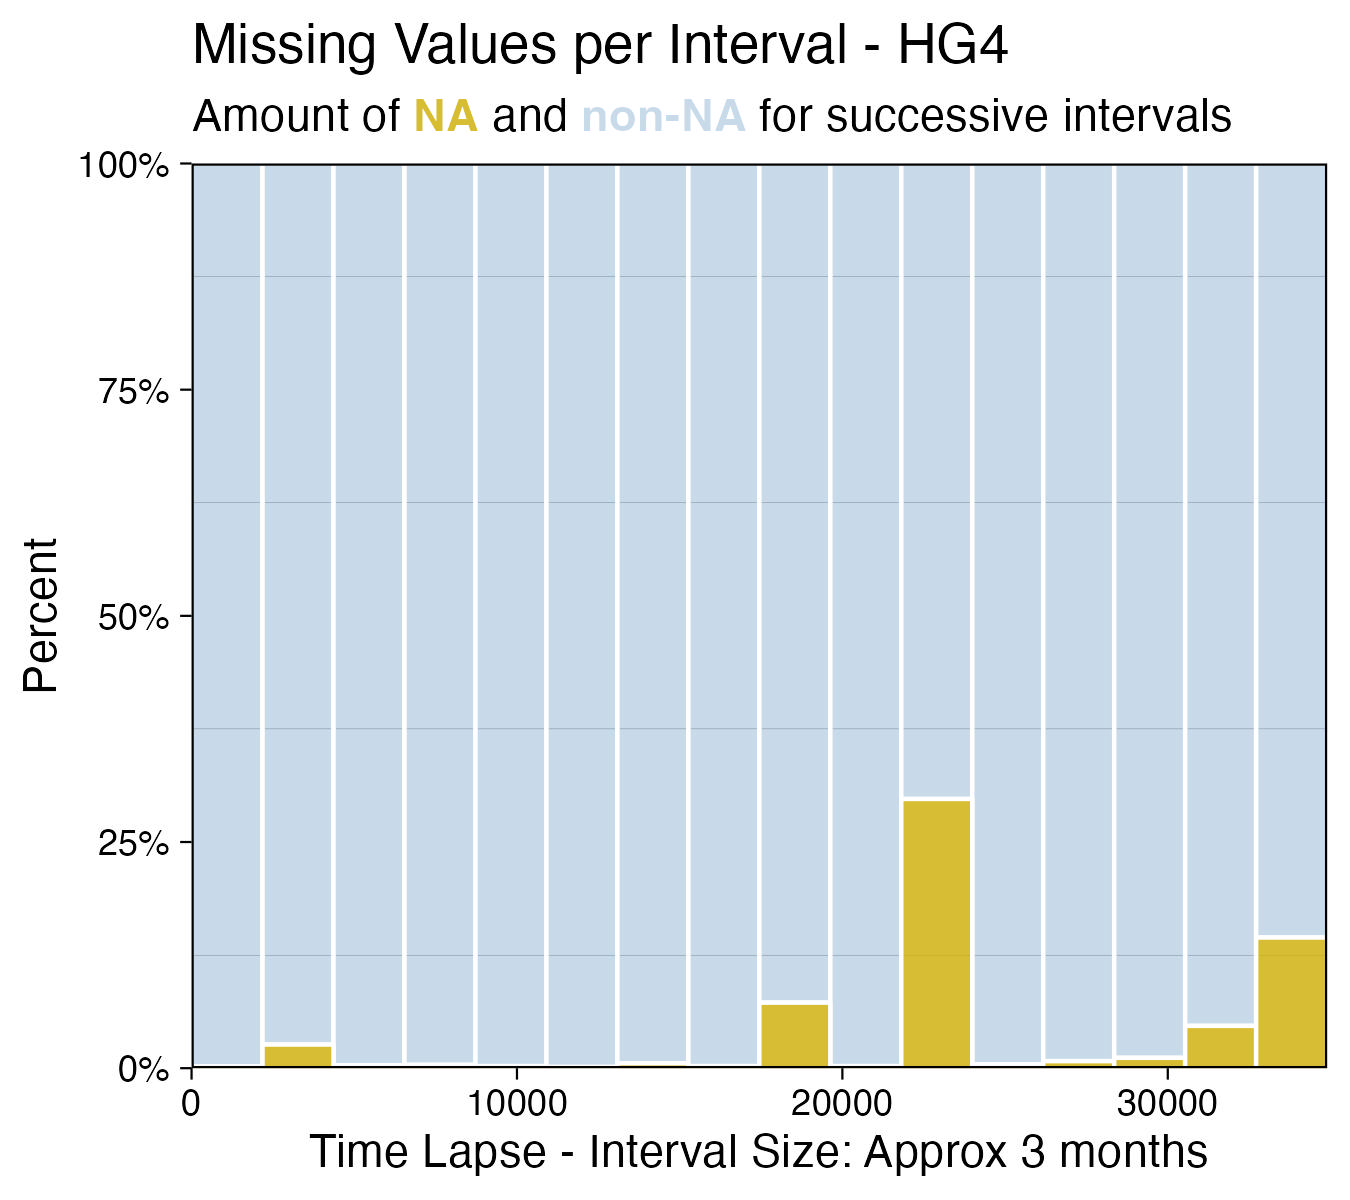 Missing Values per Interval - HG4
Amount of NA and non-NA for successive intervals
100%
75%
50%
25%
0%
Percent
0 10000 20000 30000
Time Lapse - Interval Size: Approx 3 months